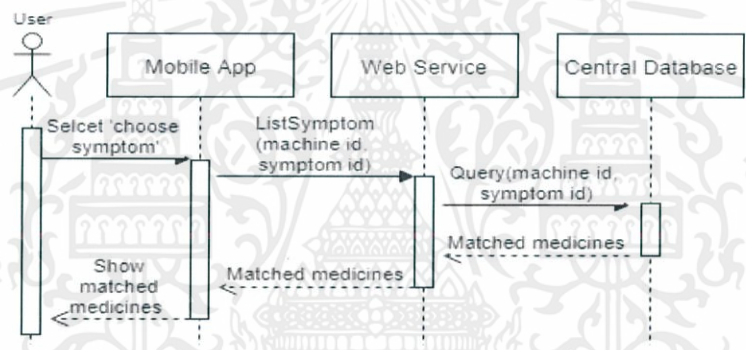 User
Mobile App
Web Service
Central Database
Selcet 'choose
symptom'
ListSymptom
(machine id,
symptom id)
Query(machine id,
symptom id)
Matched medicines
Matched medicines
Show
matched
medicines